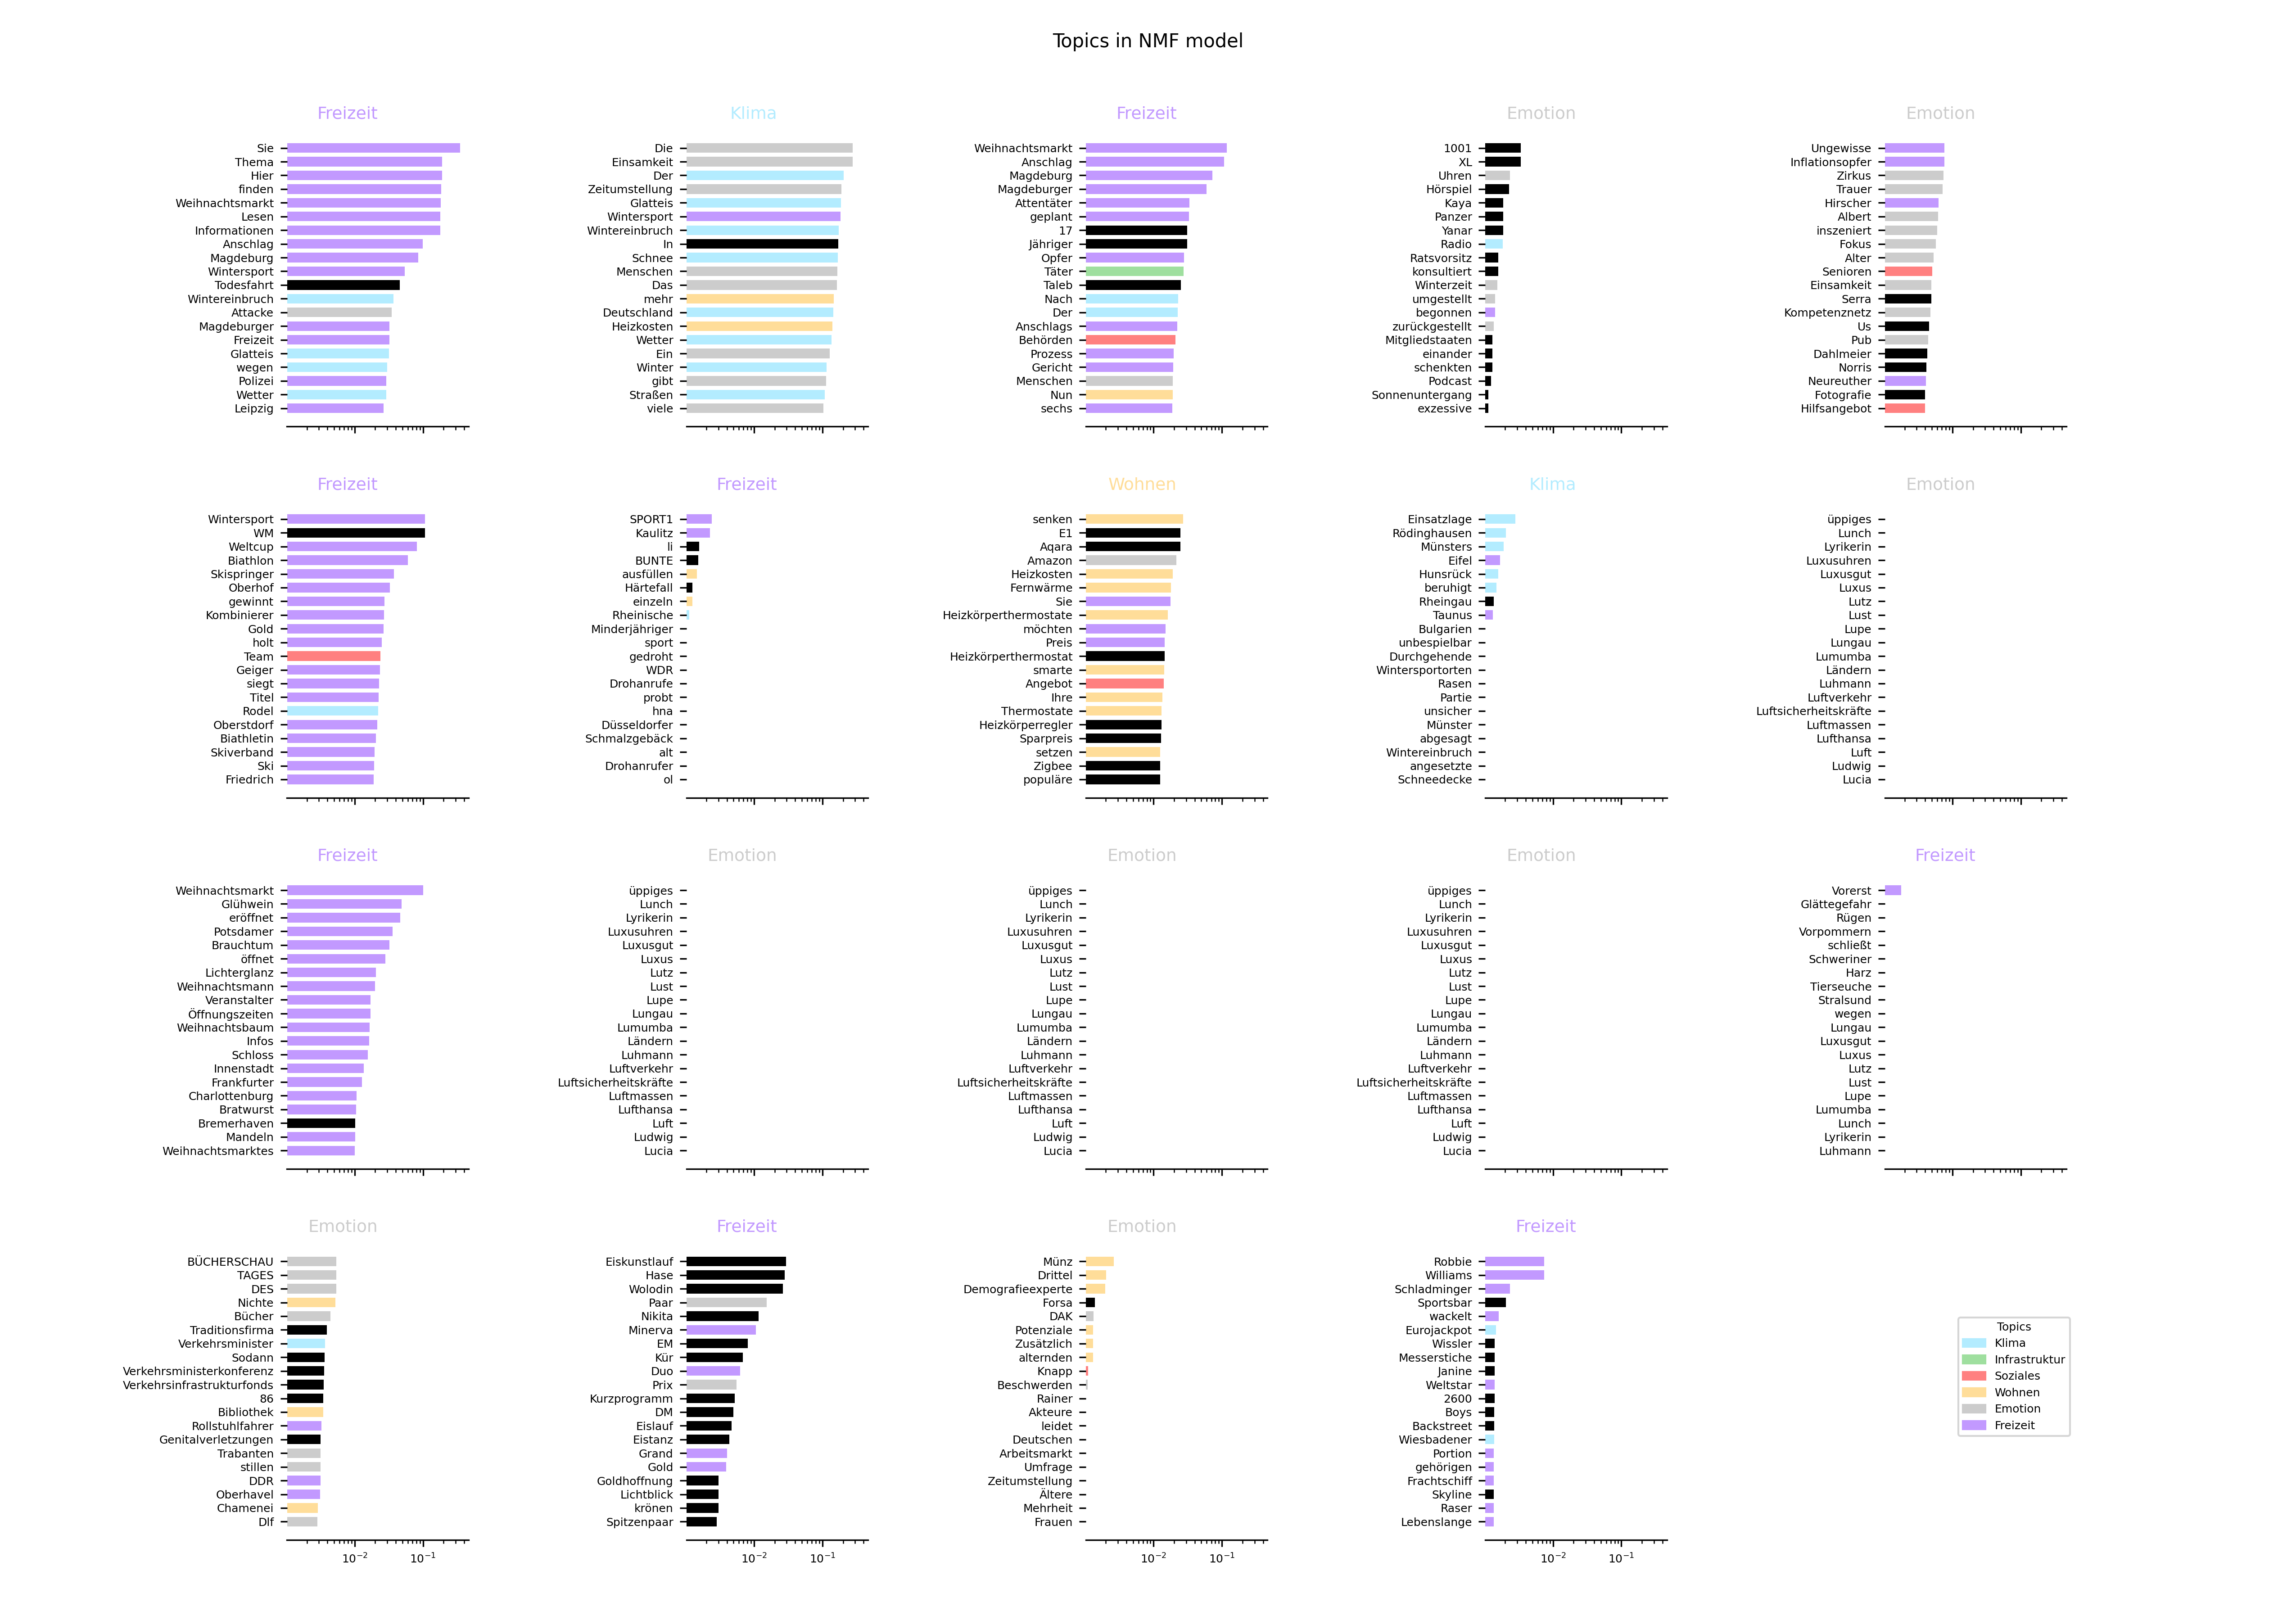 Topics in NMF model
Freizeit
Sie
Thema
Hier
finden
Weihnachtsmarkt
Lesen
Informationen
Anschlag
Magdeburg
Wintersport
Todesfahrt
Wintereinbruch
Attacke
Magdeburger
Freizeit
Glatteis
wegen
Polizei
Wetter
Leipzig
Klima
Die
Einsamkeit
Der
Zeitumstellung
Glatteis
Wintersport
Wintereinbruch
In
Schnee
Menschen
Das
mehr
Deutschland
Heizkosten
Wetter
Ein
Winter
gibt
Straßen
viele
Freizeit
Weihnachtsmarkt
Anschlag
Magdeburg
Magdeburger
Attentäter
geplant
17
Jähriger
Opfer
Täter
Taleb
Nach
Der
Anschlags
Behörden
Prozess
Gericht
Menschen
Nun
sechs
Emotion
1001
XL
Uhren
Hörspiel
Kaya
Panzer
Yanar
Radio
Ratsvorsitz
konsultiert
Winterzeit
umgestellt
begonnen
zurückgestellt
Mitgliedstaaten
einander
schenkten
Podcast
Sonnenuntergang
exzessive
Emotion
Ungewisse
Inflationsopfer
Zirkus
Trauer
Hirscher
Albert
inszeniert
Fokus
Alter
Senioren
Einsamkeit
Serra
Kompetenznetz
Us
Pub
Dahlmeier
Norris
Neureuther
Fotografie
Hilfsangebot
Freizeit
Wintersport
WM
Weltcup
Biathlon
Skispringer
Oberhof
gewinnt
Kombinierer
Gold
holt
Team
Geiger
siegt
Titel
Rodel
Oberstdorf
Biathletin
Skiverband
Ski
Friedrich
Freizeit
SPORT1
Kaulitz
li
BUNTE
ausfüllen
Härtefall
einzeln
Rheinische
Minderjähriger
sport
gedroht
WDR
Drohanrufe
probt
hna
Düsseldorfer
Schmalzgebäck
alt
Drohanrufer
ol
Wohnen
senken
E1
Aqara
Amazon
Heizkosten
Fernwärme
Sie
Heizkörperthermostate
möchten
Preis
Heizkörperthermostat
smarte
Angebot
Ihre
Thermostate
Heizkörperregler
Sparpreis
setzen
Zigbee
populäre
Klima
Einsatzlage
Rödinghausen
Münsters
Eifel
Hunsrück
beruhigt
Rheingau
Taunus
Bulgarien
unbespielbar
Durchgehende
Wintersportorten
Rasen
Partie
unsicher
Münster
abgesagt
Wintereinbruch
angesetzte
Schneedecke
Emotion
üppiges
Lunch
Lyrikerin
Luxusuhren
Luxusgut
Luxus
Lutz
Lust
Lupe
Lungau
Lumumba
Ländern
Luhmann
Luftverkehr
Luftsicherheitskräfte
Luftmassen
Lufthansa
Luft
Ludwig
Lucia
Freizeit
Weihnachtsmarkt
Glühwein
eröffnet
Potsdamer
Brauchtum
öffnet
Lichterglanz
Weihnachtsmann
Veranstalter
Öffnungszeiten
Weihnachtsbaum
Infos
Schloss
Innenstadt
Frankfurter
Charlottenburg
Bratwurst
Bremerhaven
Mandeln
Weihnachtsmarktes
Emotion
üppiges
Lunch
Lyrikerin
Luxusuhren
Luxusgut
Luxus
Lutz
Lust
Lupe
Lungau
Lumumba
Ländern
Luhmann
Luftverkehr
Luftsicherheitskräfte
Luftmassen
Lufthansa
Luft
Ludwig
Lucia
Emotion
üppiges
Lunch
Lyrikerin
Luxusuhren
Luxusgut
Luxus
Lutz
Lust
Lupe
Lungau
Lumumba
Ländern
Luhmann
Luftverkehr
Luftsicherheitskräfte
Luftmassen
Lufthansa
Luft
Ludwig
Lucia
Emotion
üppiges
Lunch
Lyrikerin
Luxusuhren
Luxusgut
Luxus
Lutz
Lust
Lupe
Lungau
Lumumba
Ländern
Luhmann
Luftverkehr
Luftsicherheitskräfte
Luftmassen
Lufthansa
Luft
Ludwig
Lucia
Freizeit
Vorerst
Glättegefahr
Rügen
Vorpommern
schließt
Schweriner
Harz
Tierseuche
Stralsund
wegen
Lungau
Luxusgut
Luxus
Lutz
Lust
Lupe
Lumumba
Lunch
Lyrikerin
Luhmann
Emotion
BÜCHERSCHAU
TAGES
DES
Nichte
Bücher
Traditionsfirma
Verkehrsminister
Sodann
Verkehrsministerkonferenz
Verkehrsinfrastrukturfonds
86
Bibliothek
Rollstuhlfahrer
Genitalverletzungen
Trabanten
stillen
DDR
Oberhavel
Chamenei
Dlf
10⁻² 10⁻¹
Freizeit
Eiskunstlauf
Hase
Wolodin
Paar
Nikita
Minerva
EM
Kür
Duo
Prix
Kurzprogramm
DM
Eislauf
Eistanz
Grand
Gold
Goldhoffnung
Lichtblick
krönen
Spitzenpaar
10⁻² 10⁻¹
Emotion
Münz
Drittel
Demografieexperte
Forsa
DAK
Potenziale
Zusätzlich
alternden
Knapp
Beschwerden
Rainer
Akteure
leidet
Deutschen
Arbeitsmarkt
Umfrage
Zeitumstellung
Ältere
Mehrheit
Frauen
10⁻² 10⁻¹
Freizeit
Robbie
Williams
Schladminger
Sportsbar
wackelt
Eurojackpot
Wissler
Messerstiche
Janine
Weltstar
2600
Boys
Backstreet
Wiesbadener
Portion
gehörigen
Frachtschiff
Skyline
Raser
Lebenslange
10⁻² 10⁻¹
Topics
Klima
Infrastruktur
Soziales
Wohnen
Emotion
Freizeit